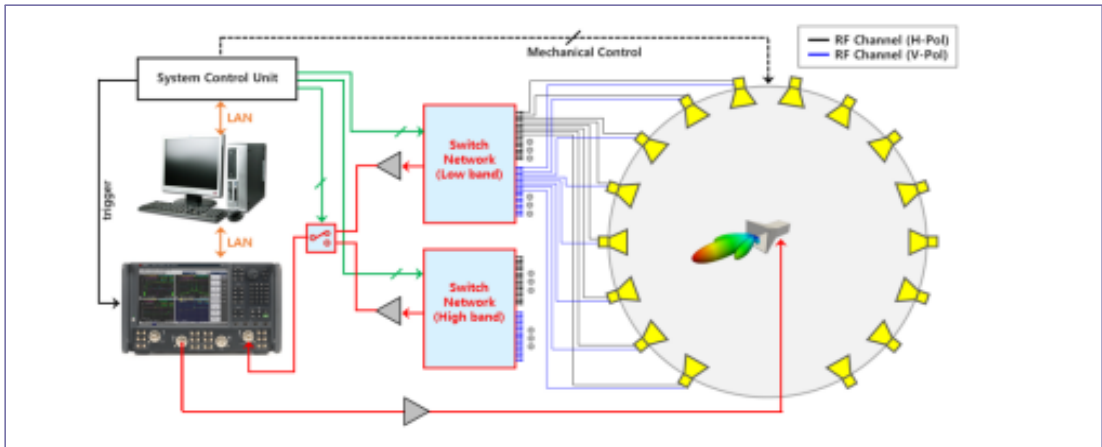 RF Channel (H-Pol)
RF Channel (V-Pol)
Mechanical Control
System Control Unit
LAN
trigger
Switch
Network
(Low band)
LAN
Switch
Network
(High band)